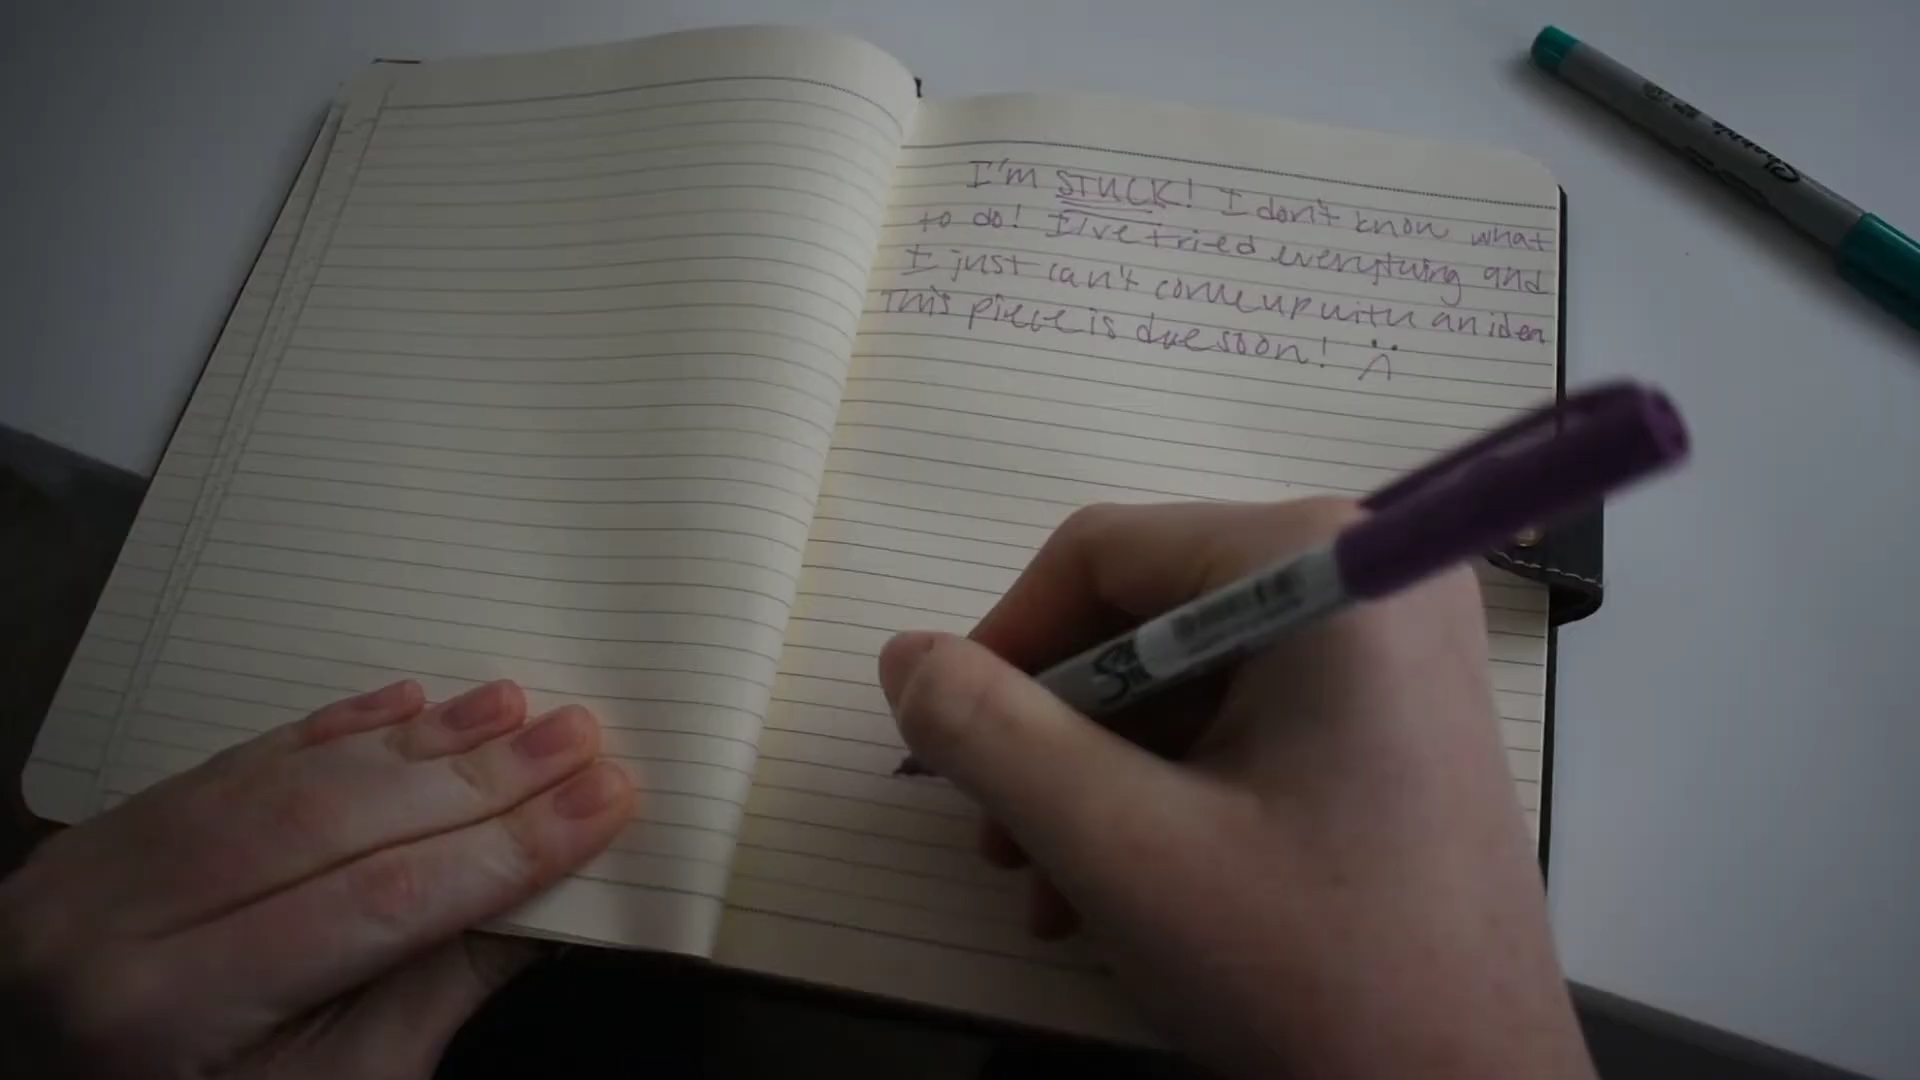 I'm STUCK! I don't know what
to do! I've tried everything and
I just can't come up with an idea
This piece is due soon!
Sharpie